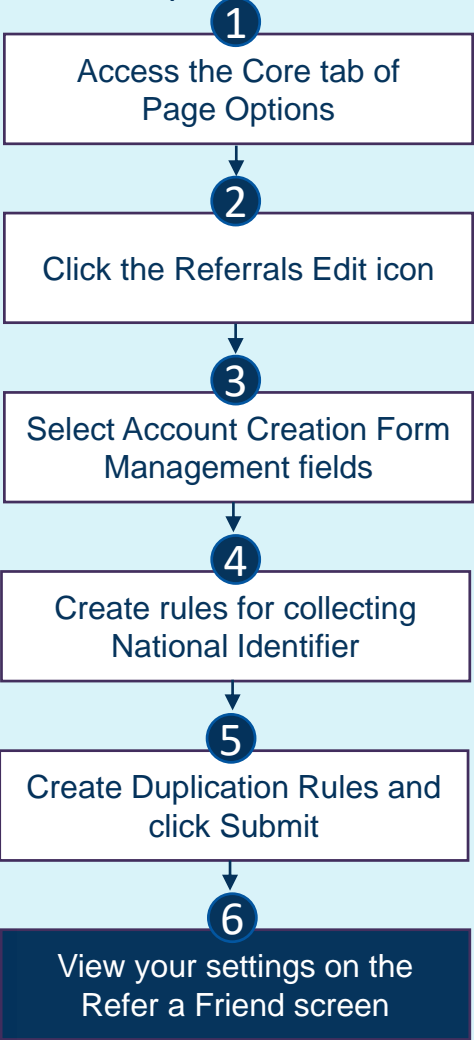 1
Access the Core tab of
Page Options
2
Click the Referrals Edit icon
3
Select Account Creation Form
Management fields
4
Create rules for collecting
National Identifier
5
Create Duplication Rules and
click Submit
6
View your settings on the
Refer a Friend screen